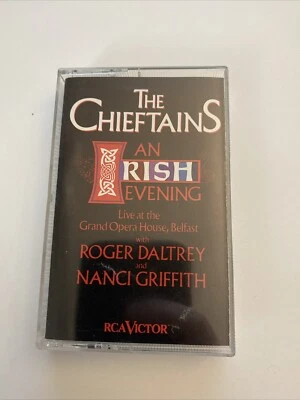 THE
CHIEFTAINS
AN
IRISH
EVENING
Live at the
Grand Opera House, Belfast
with
ROGER DALTREY
and
NANCI GRIFFITH
RCA VICTOR